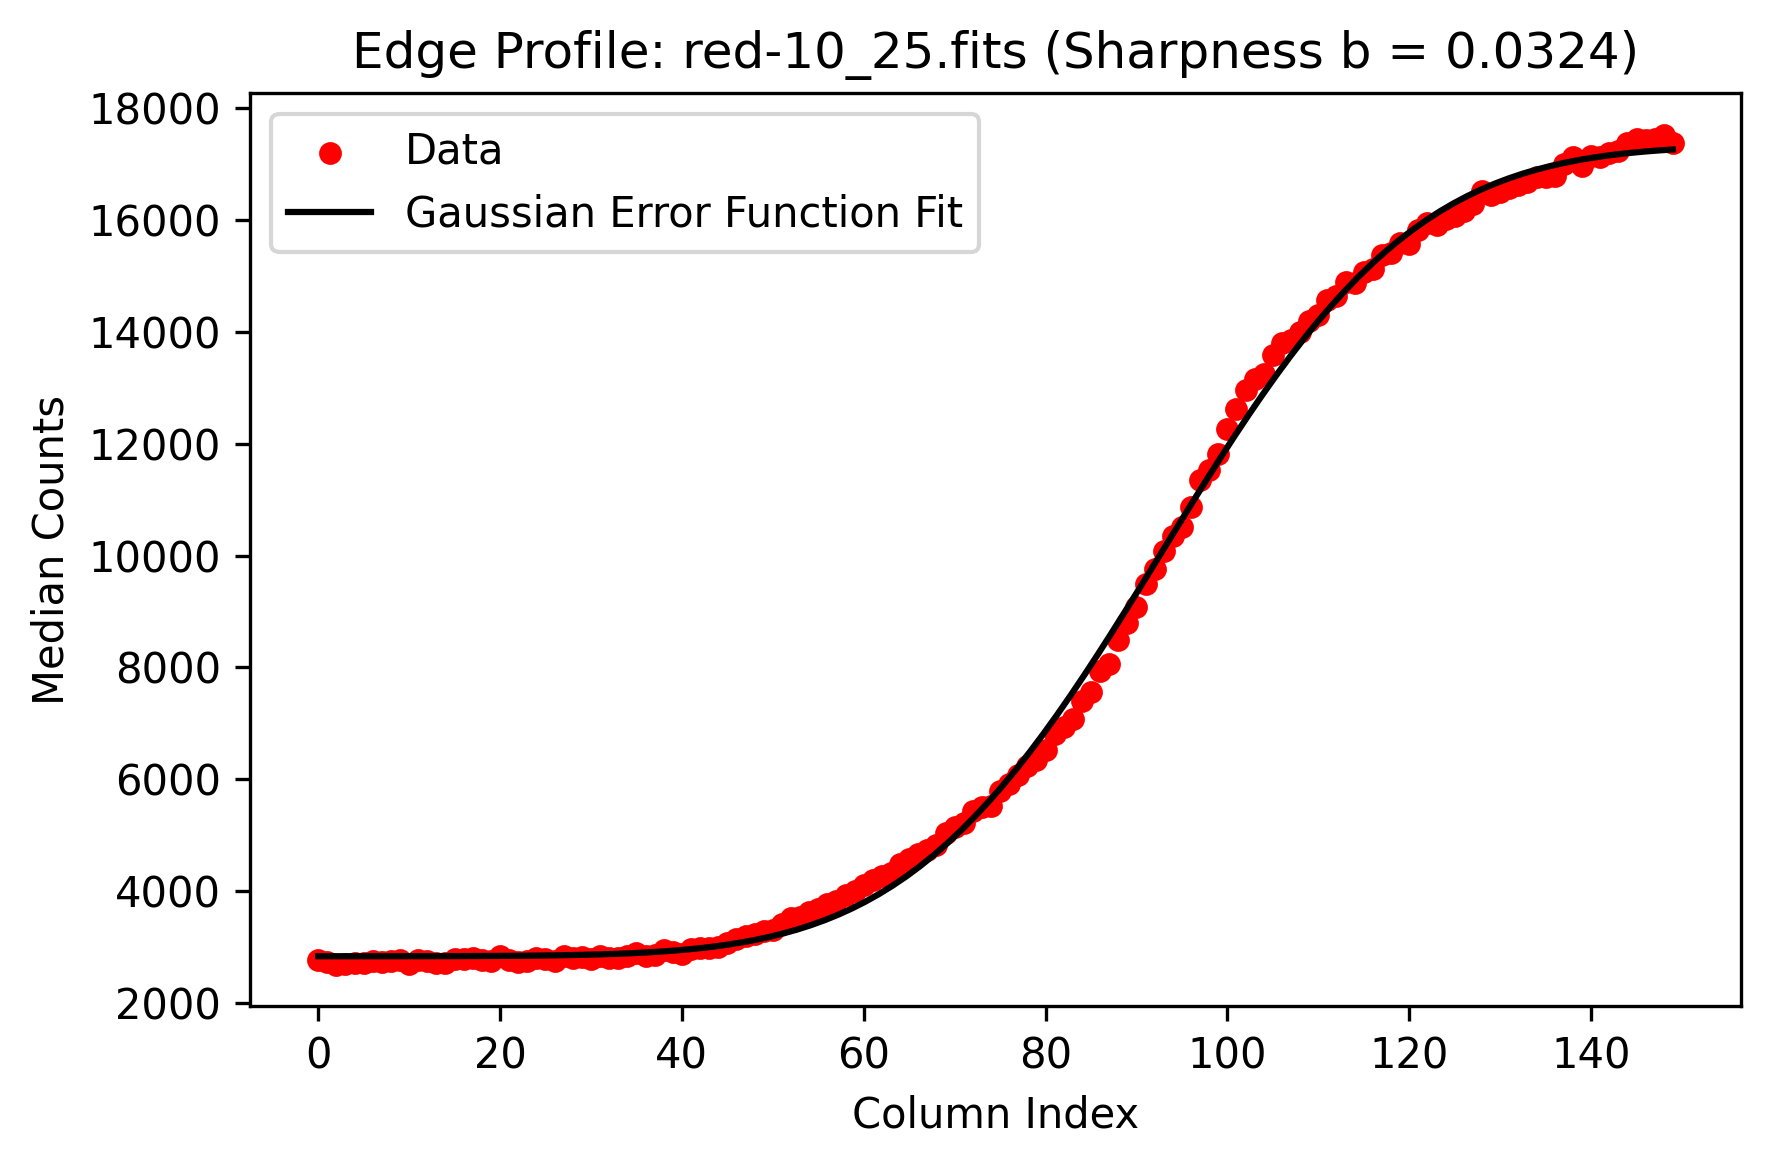 Edge Profile: red-10_25.fits (Sharpness b = 0.0324)
18000
16000
14000
12000
10000
8000
6000
4000
2000
Median Counts
Data
Gaussian Error Function Fit
0 20 40 60 80 100 120 140
Column Index